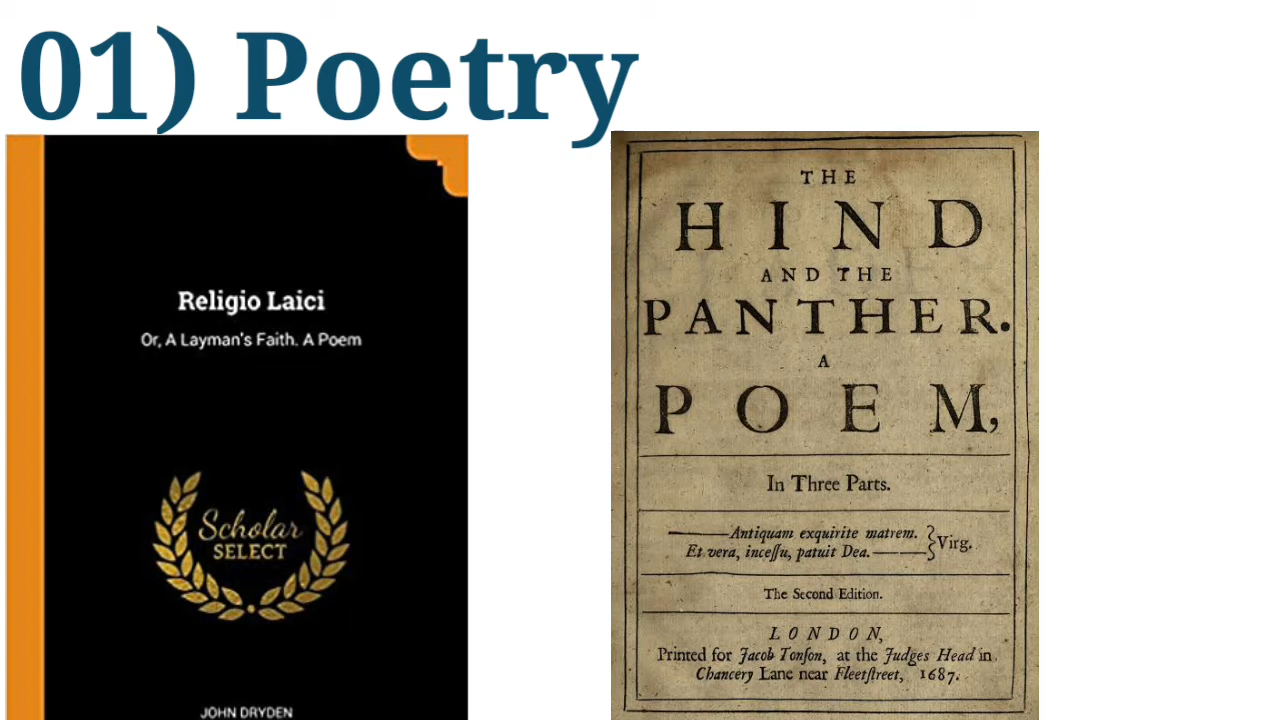 01) Poetry
Religio Laici
Or, A Layman's Faith. A Poem
Scholar
SELECT
JOHN DRYDEN
THE
HIND
AND THE
PANTHER.
A
POEM,
In Three Parts.
———Antiquam exquirite matrem.
Et vera, inceſſu, patuit Dea.——— } Virg.
The Second Edition.
LONDON,
Printed for Jacob Tonſon, at the Judges Head in
Chancery Lane near Fleetſtreet, 1687.